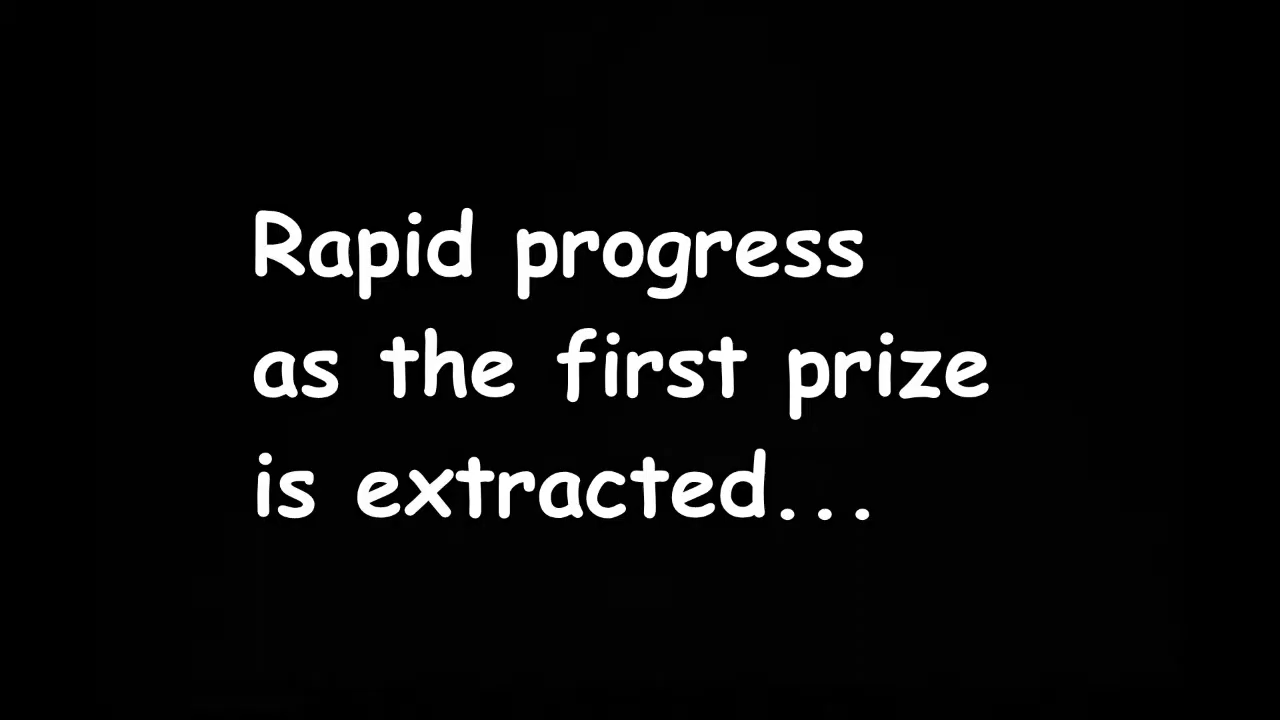 Rapid progress
as the first prize
is extracted...